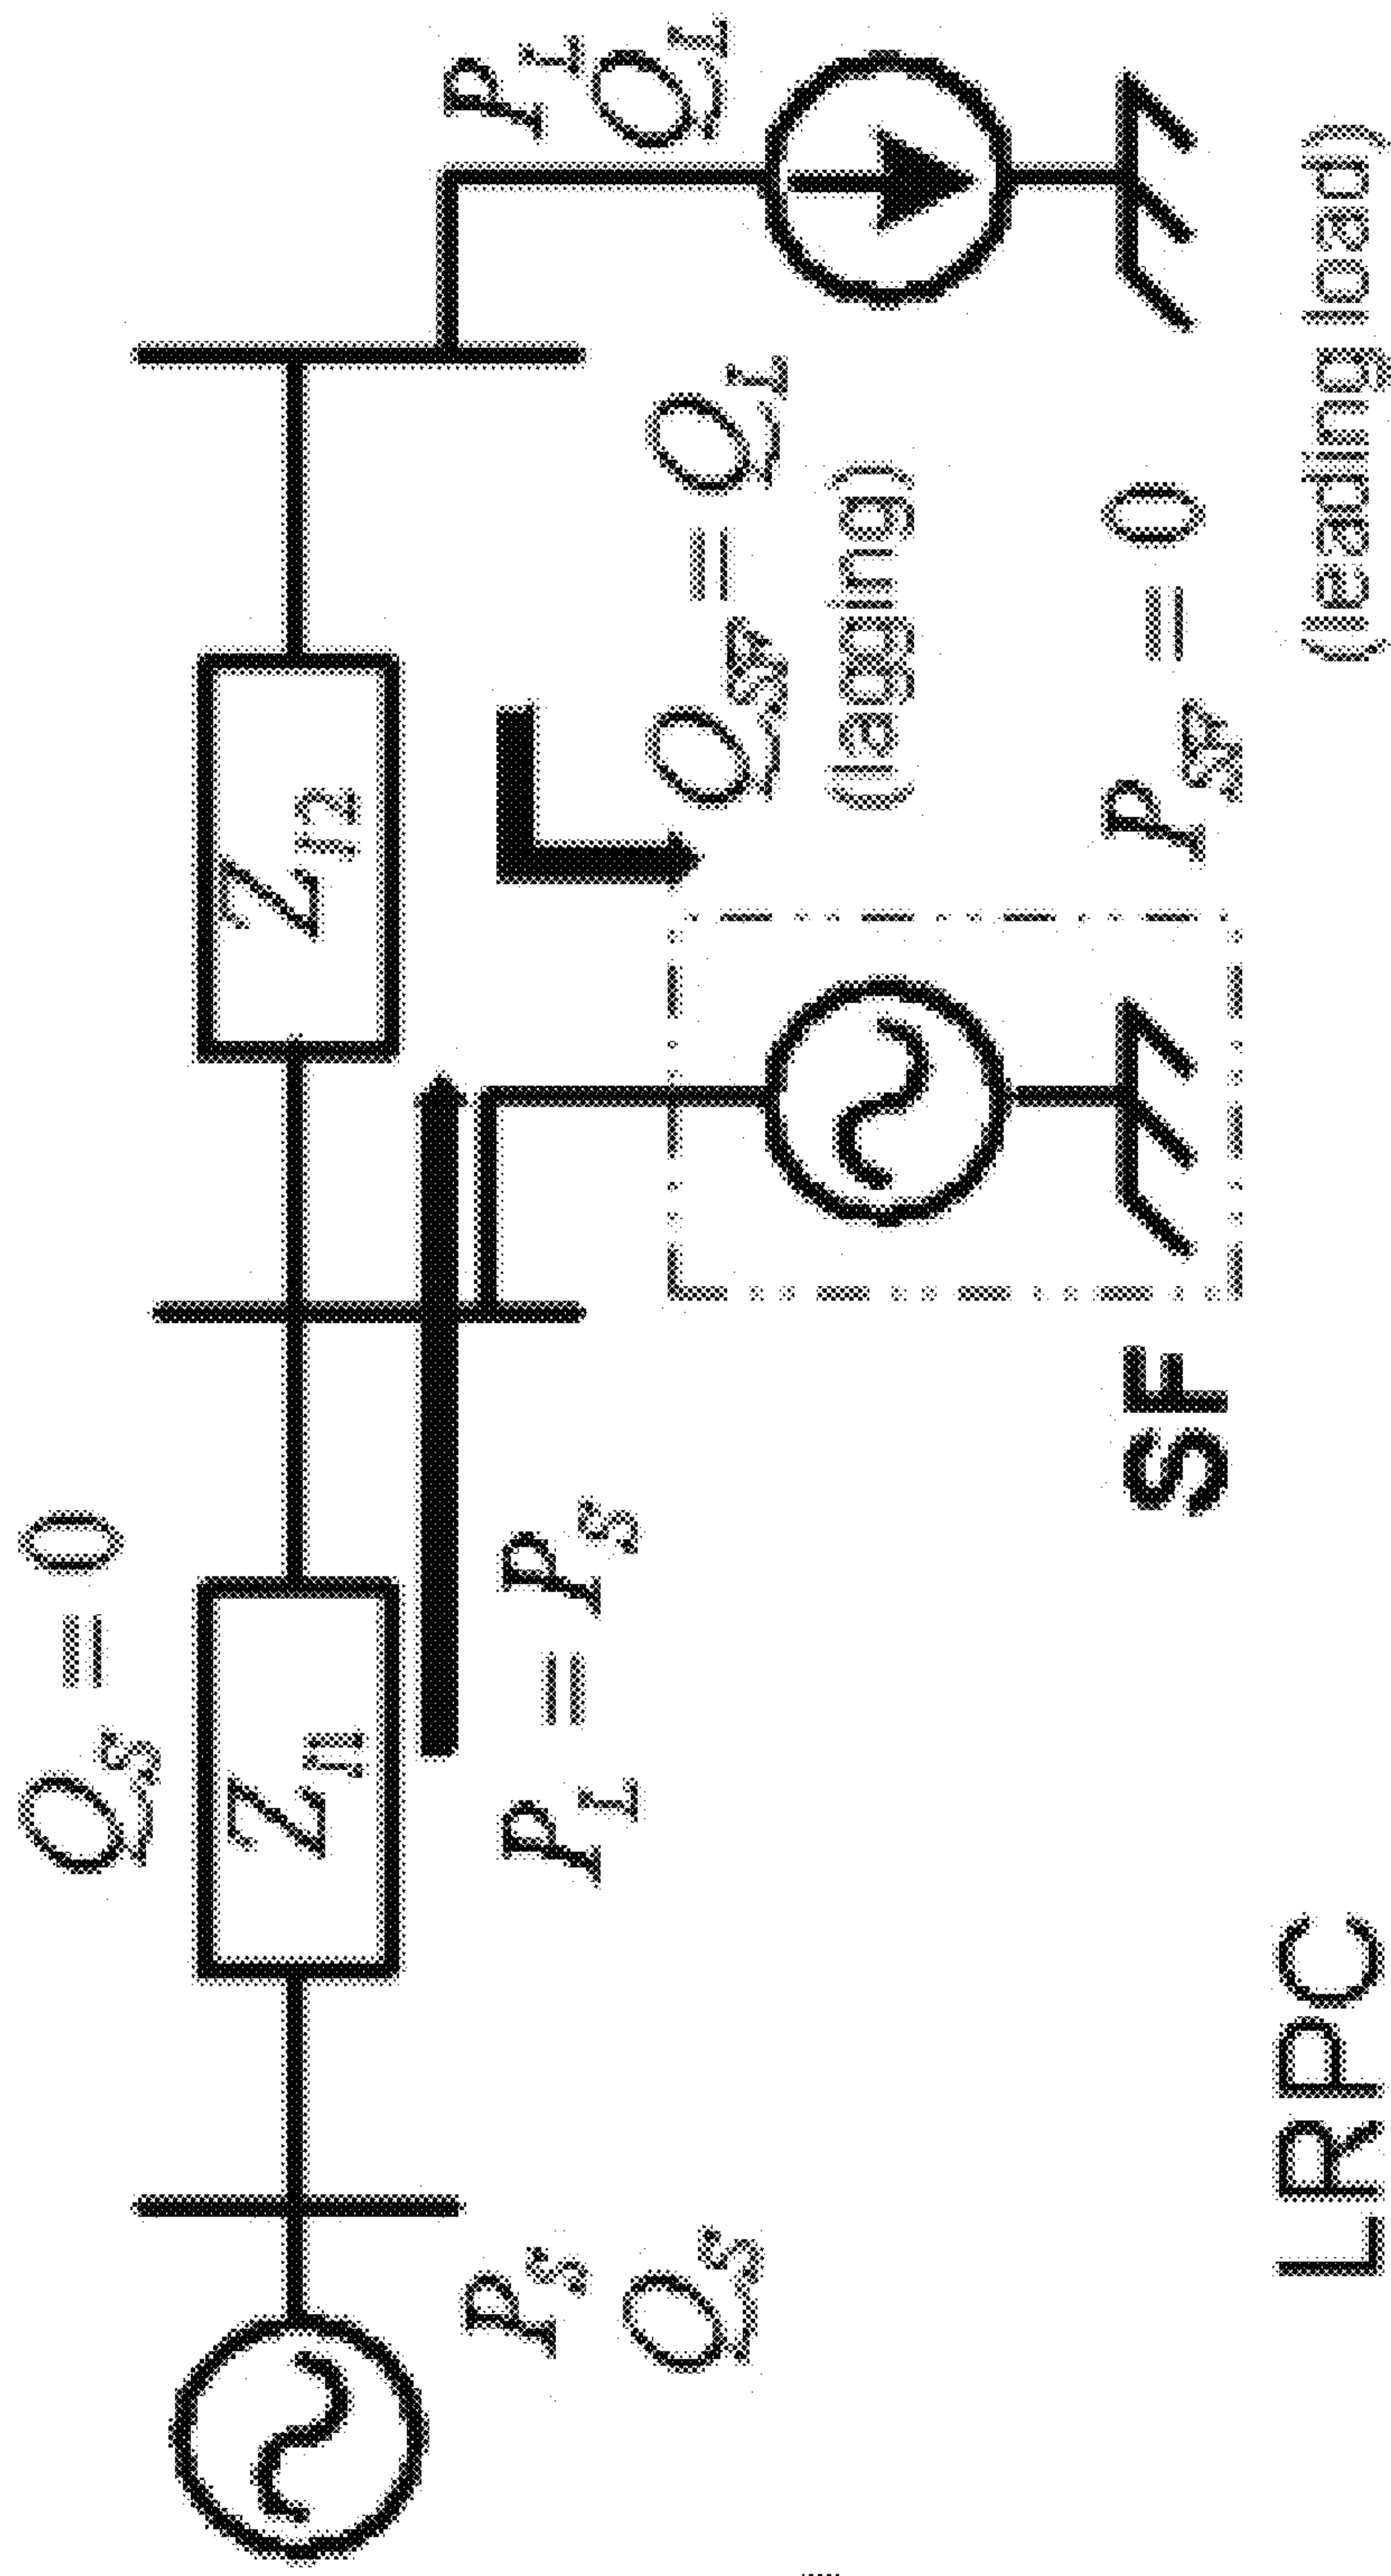 Q_s = 0
Z_l1
Z_l2
P_l = P_s
P_s
Q_s
P_l
Q_l
Q_SF = Q_l
(lagging)
P_SF = 0
SF
LRPC
(leading load)